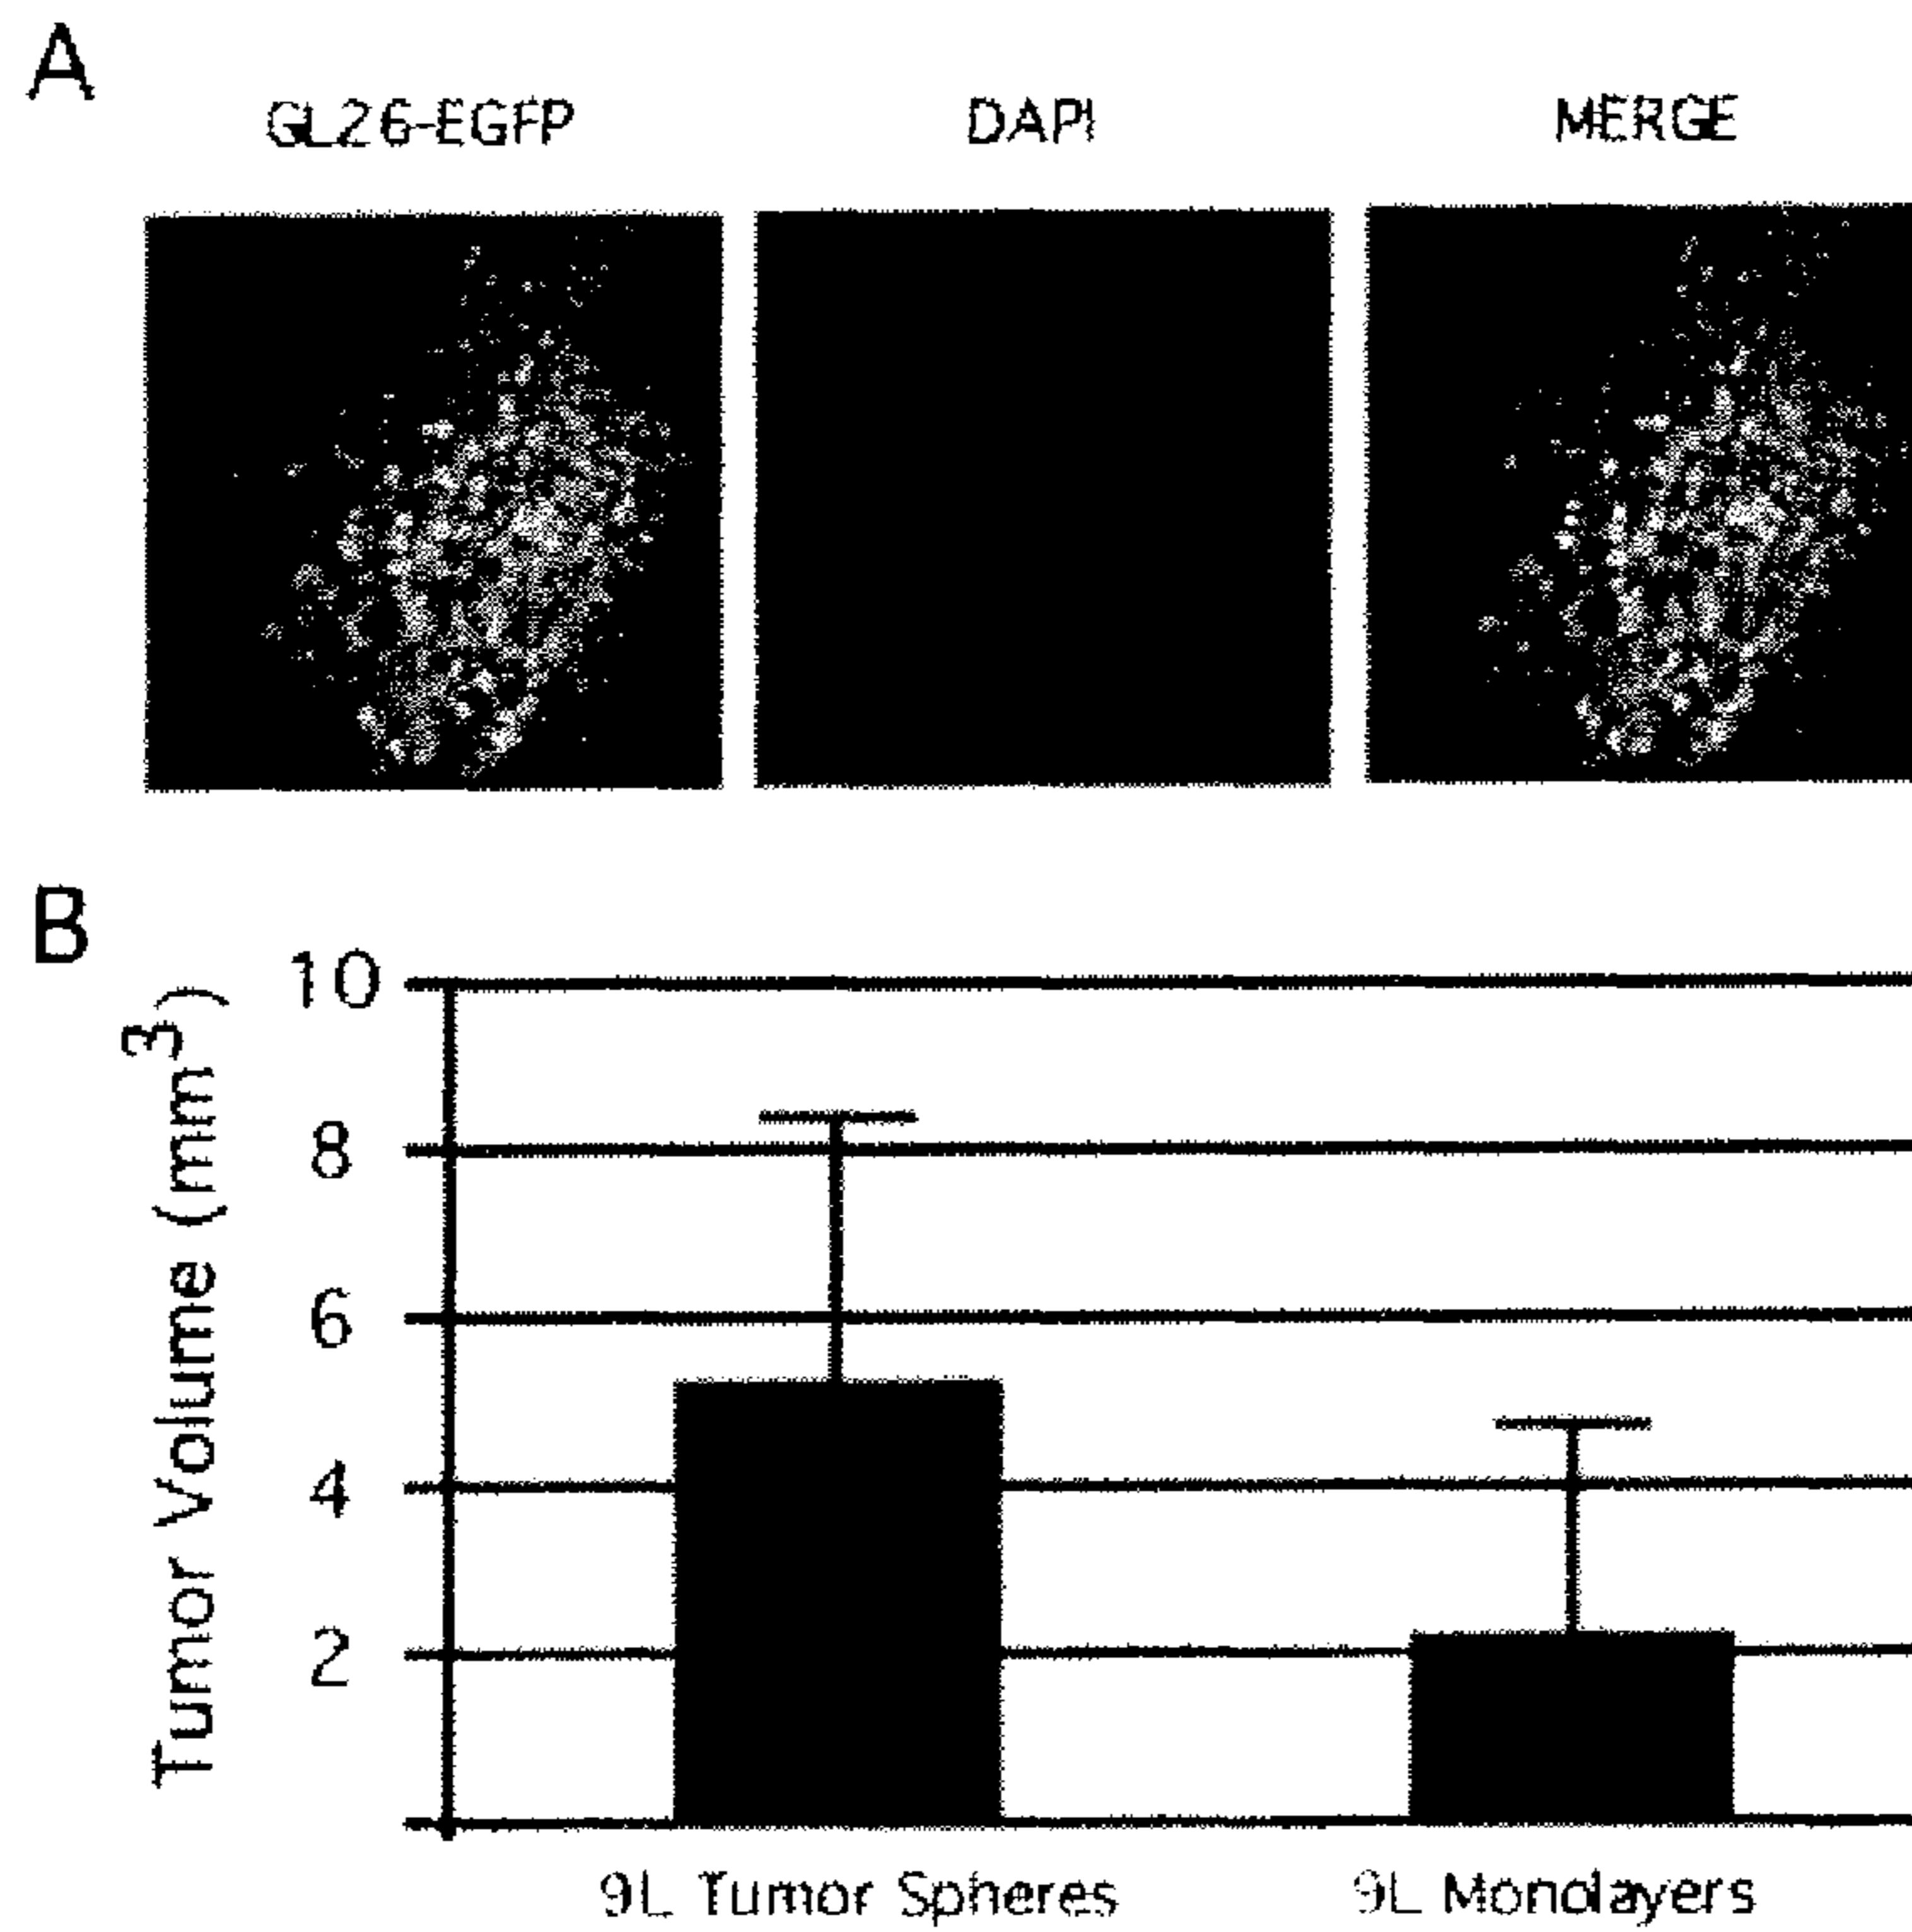 A
GL26-EGFP
DAPI
MERGE
B
Tumor Volume (mm3)
10
8
6
4
2
9L Tumor Spheres
9L Monolayers